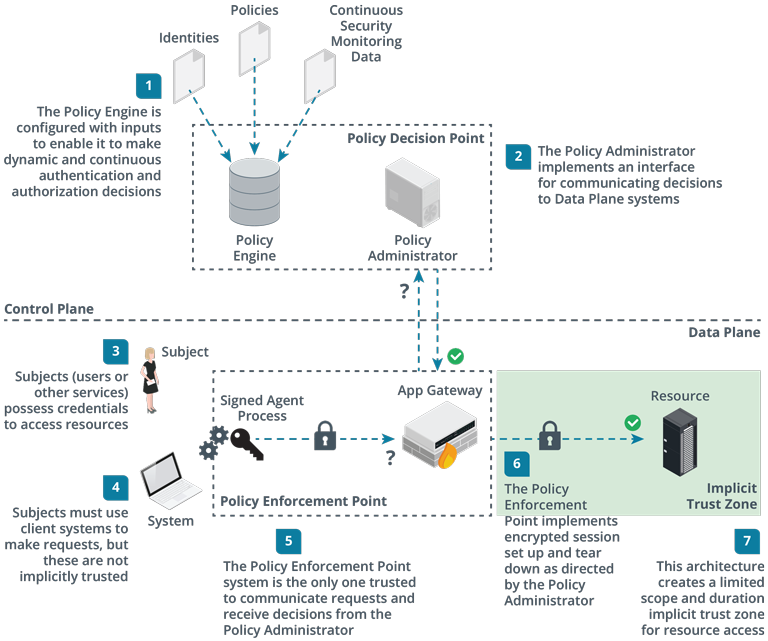 Policies
Identities
Continuous
Security
Monitoring
Data
1
The Policy Engine is
configured with inputs
to enable it to make
dynamic and continuous
authentication and
authorization decisions
Policy Decision Point
Policy
Engine
Policy
Administrator
2
The Policy Administrator
implements an interface
for communicating decisions
to Data Plane systems
?
Control Plane
Data Plane
3
Subject
Subjects (users or
other services)
possess credentials
to access resources
Signed Agent
Process
App Gateway
?
Policy Enforcement Point
Resource
Implicit
Trust Zone
4
System
Subjects must use
client systems to
make requests, but
these are not
implicitly trusted
5
The Policy Enforcement Point
system is the only one trusted
to communicate requests and
receive decisions from the
Policy Administrator
6
The Policy
Enforcement
Point implements
encrypted session
set up and tear
down as directed
by the Policy
Administrator
7
This architecture
creates a limited
scope and duration
implicit trust zone
for resource access